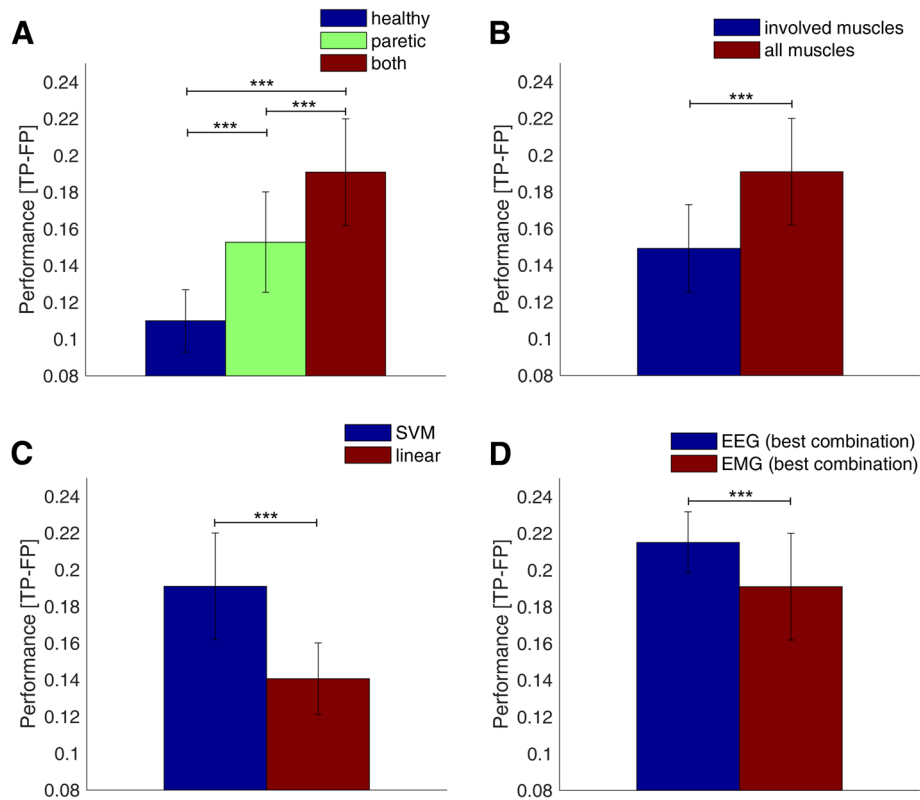 A
healthy
paretic
both
Performance [TP-FP]
0.24
0.22
0.2
0.18
0.16
0.14
0.12
0.1
0.08
***
***
***
B
involved muscles
all muscles
Performance [TP-FP]
0.24
0.22
0.2
0.18
0.16
0.14
0.12
0.1
0.08
***
C
SVM
linear
Performance [TP-FP]
0.24
0.22
0.2
0.18
0.16
0.14
0.12
0.1
0.08
***
D
EEG (best combination)
EMG (best combination)
Performance [TP-FP]
0.24
0.22
0.2
0.18
0.16
0.14
0.12
0.1
0.08
***